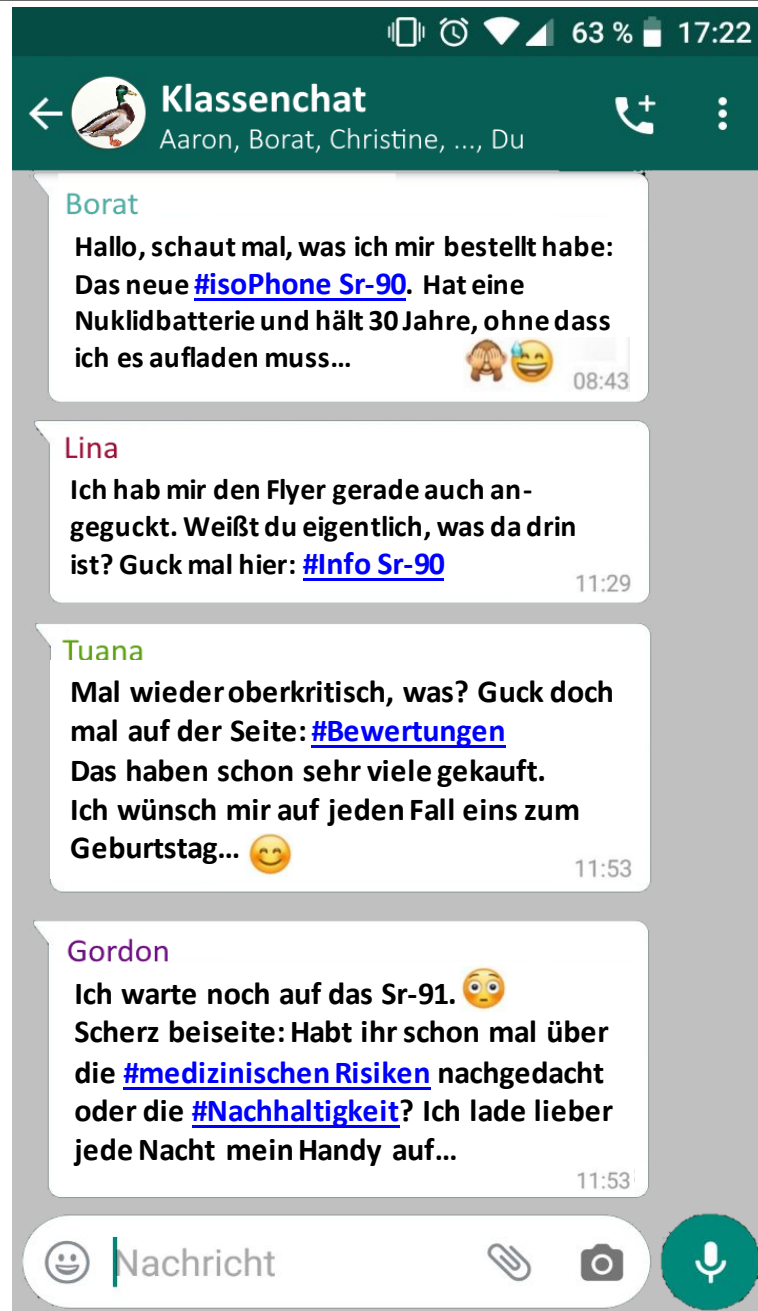 63 % 17:22
Klassenchat
Aaron, Borat, Christine, ..., Du
Borat
Hallo, schaut mal, was ich mir bestellt habe:
Das neue #isoPhone Sr-90. Hat eine
Nuklidbatterie und hält 30 Jahre, ohne dass
ich es aufladen muss...
08:43
Lina
Ich hab mir den Flyer gerade auch an-
geguckt. Weißt du eigentlich, was da drin
ist? Guck mal hier: #Info Sr-90
11:29
Tuana
Mal wieder oberkritisch, was? Guck doch
mal auf der Seite: #Bewertungen
Das haben schon sehr viele gekauft.
Ich wünsch mir auf jeden Fall eins zum
Geburtstag...
11:53
Gordon
Ich warte noch auf das Sr-91.
Scherz beiseite: Habt ihr schon mal über
die #medizinischen Risiken nachgedacht
oder die #Nachhaltigkeit? Ich lade lieber
jede Nacht mein Handy auf...
11:53
Nachricht